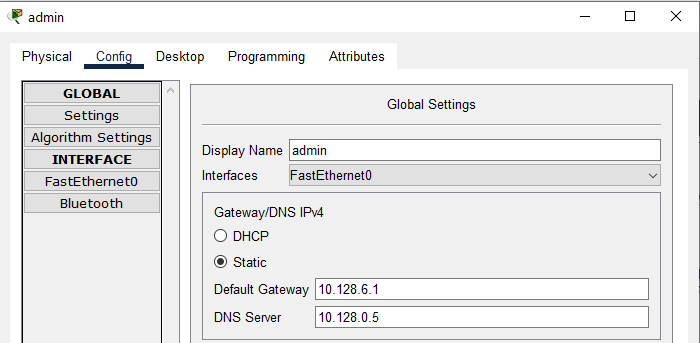 admin
Physical Config Desktop Programming Attributes
GLOBAL
Settings
Algorithm Settings
INTERFACE
FastEthernet0
Bluetooth
Global Settings
Display Name admin
Interfaces FastEthernet0
Gateway/DNS IPv4
DHCP
Static
Default Gateway 10.128.6.1
DNS Server 10.128.0.5